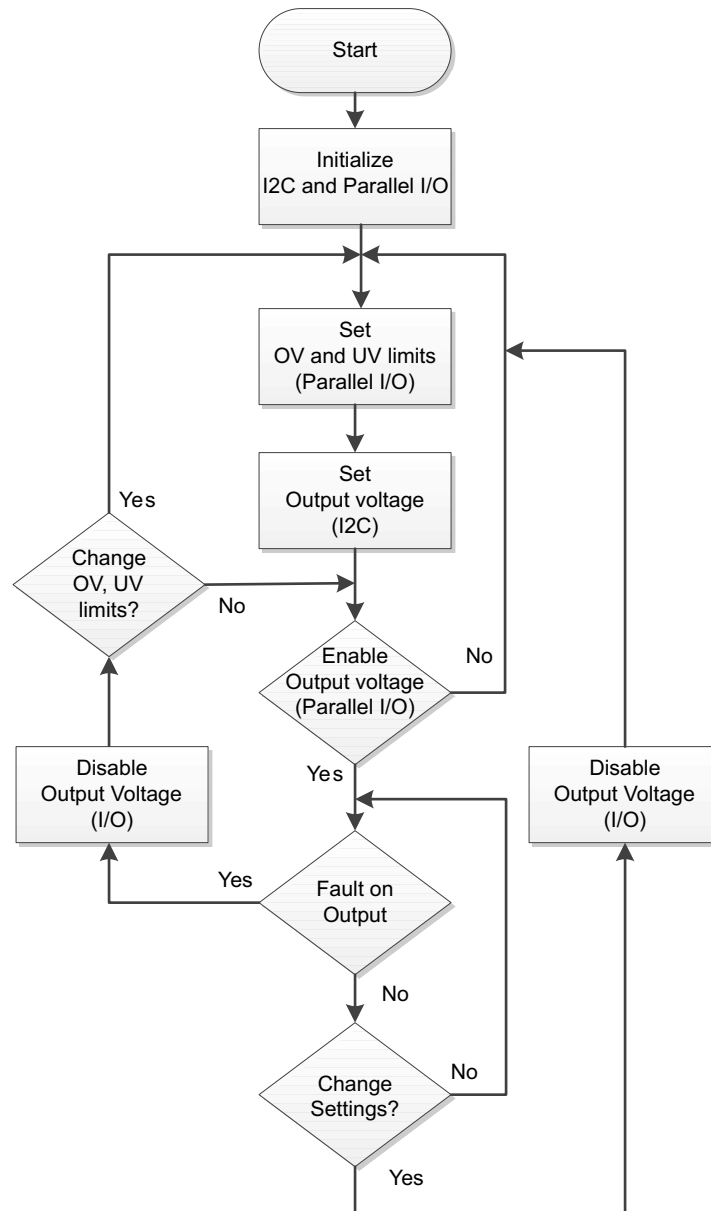 Start
Initialize
I2C and Parallel I/O
Set
OV and UV limits
(Parallel I/O)
Set
Output voltage
(I2C)
Yes
Change
OV, UV
limits?
No
Enable
Output voltage
(Parallel I/O)
No
Yes
Disable
Output Voltage
(I/O)
Disable
Output Voltage
(I/O)
Yes
Fault on
Output
No
Change
Settings?
No
Yes